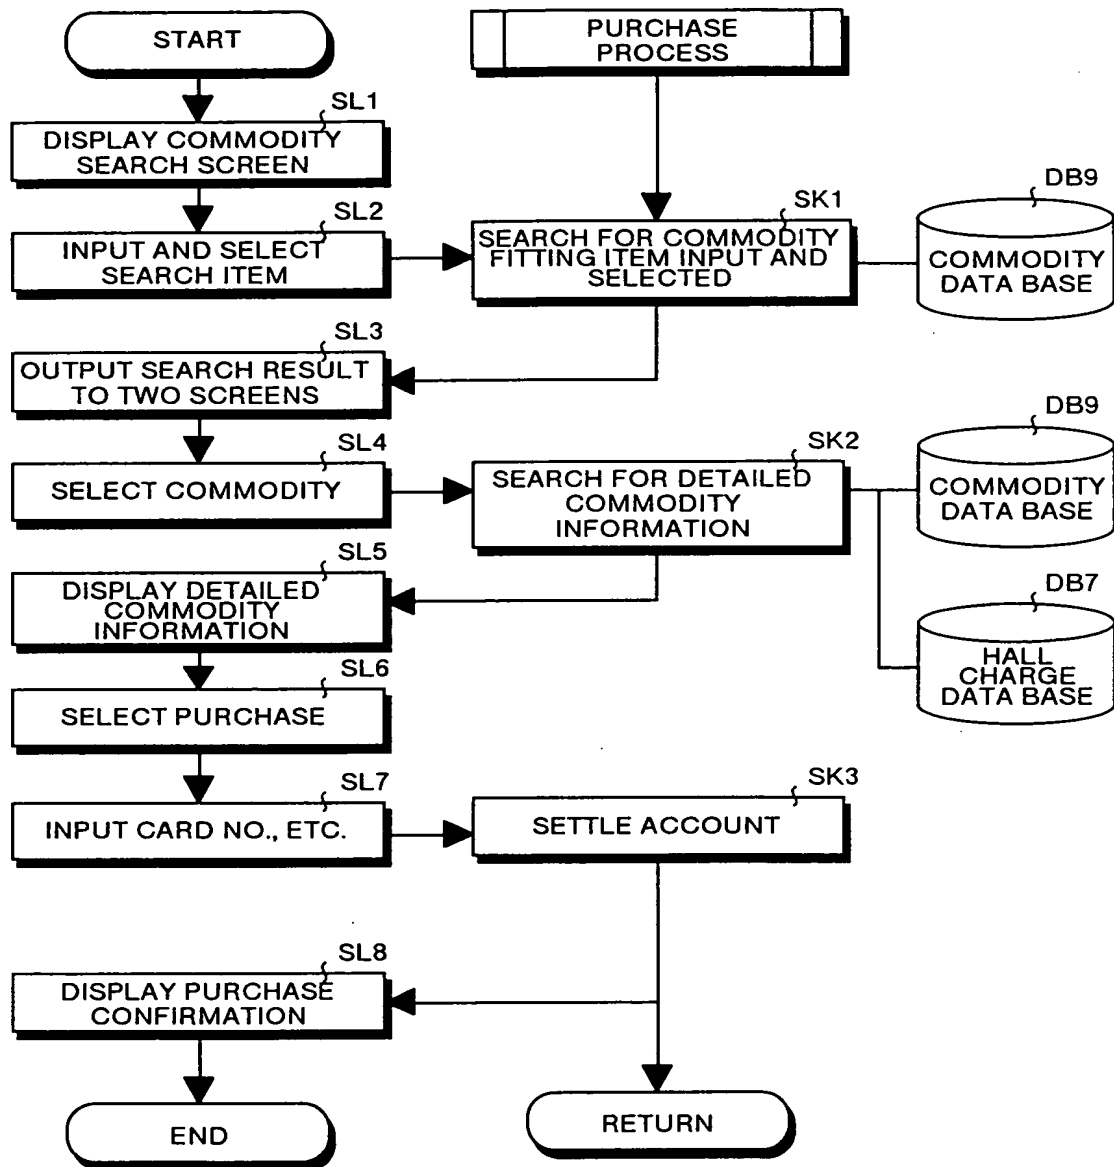 START
PURCHASE
PROCESS
SL1
DISPLAY COMMODITY
SEARCH SCREEN
SL2
INPUT AND SELECT
SEARCH ITEM
SK1
SEARCH FOR COMMODITY
FITTING ITEM INPUT AND
SELECTED
DB9
COMMODITY
DATA BASE
SL3
OUTPUT SEARCH RESULT
TO TWO SCREENS
SL4
SELECT COMMODITY
SK2
SEARCH FOR DETAILED
COMMODITY
INFORMATION
DB9
COMMODITY
DATA BASE
SL5
DISPLAY DETAILED
COMMODITY
INFORMATION
DB7
HALL
CHARGE
DATA BASE
SL6
SELECT PURCHASE
SL7
INPUT CARD NO., ETC.
SK3
SETTLE ACCOUNT
SL8
DISPLAY PURCHASE
CONFIRMATION
END
RETURN